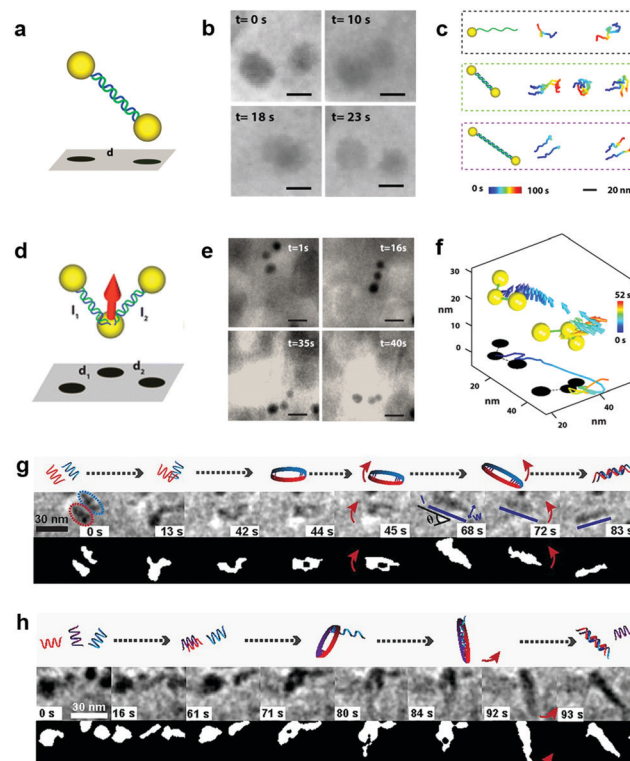 a
d
b
t= 0 s
t= 10 s
t= 18 s
t= 23 s
c
0 s
100 s
20 nm
d
l1
l2
d1
d2
e
t=1s
t=16s
t=35s
t=40s
f
30
20
nm
10
0
52 s
0 s
20
nm
40
20
40
nm
g
30 nm
0 s
13 s
42 s
44 s
45 s
l
θ
w
68 s
72 s
83 s
h
0 s
30 nm
16 s
61 s
71 s
80 s
84 s
92 s
93 s